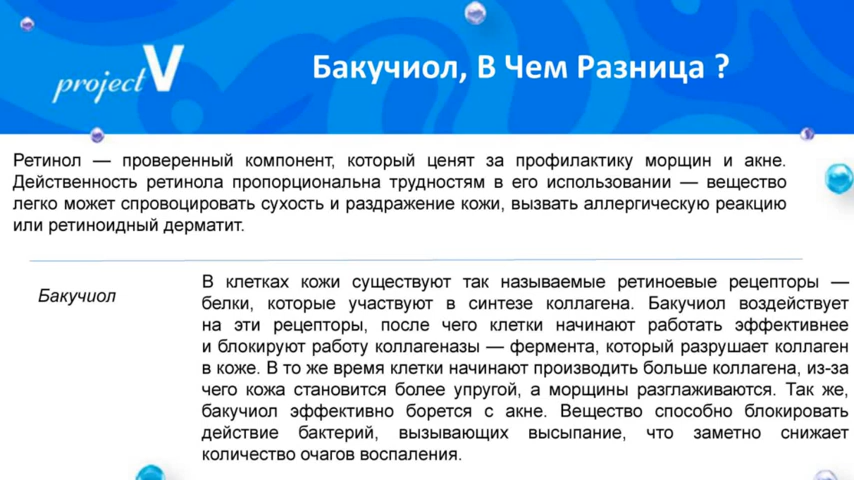 project V
Бакучиол, В Чем Разница ?
Ретинол — проверенный компонент, который ценят за профилактику морщин и акне.
Действенность ретинола пропорциональна трудностям в его использовании — вещество
легко может спровоцировать сухость и раздражение кожи, вызвать аллергическую реакцию
или ретиноидный дерматит.
Бакучиол
В клетках кожи существуют так называемые ретиноевые рецепторы —
белки, которые участвуют в синтезе коллагена. Бакучиол воздействует
на эти рецепторы, после чего клетки начинают работать эффективнее
и блокируют работу коллагеназы — фермента, который разрушает коллаген
в коже. В то же время клетки начинают производить больше коллагена, из-за
чего кожа становится более упругой, а морщины разглаживаются. Так же,
бакучиол эффективно борется с акне. Вещество способно блокировать
действие бактерий, вызывающих высыпание, что заметно снижает
количество очагов воспаления.